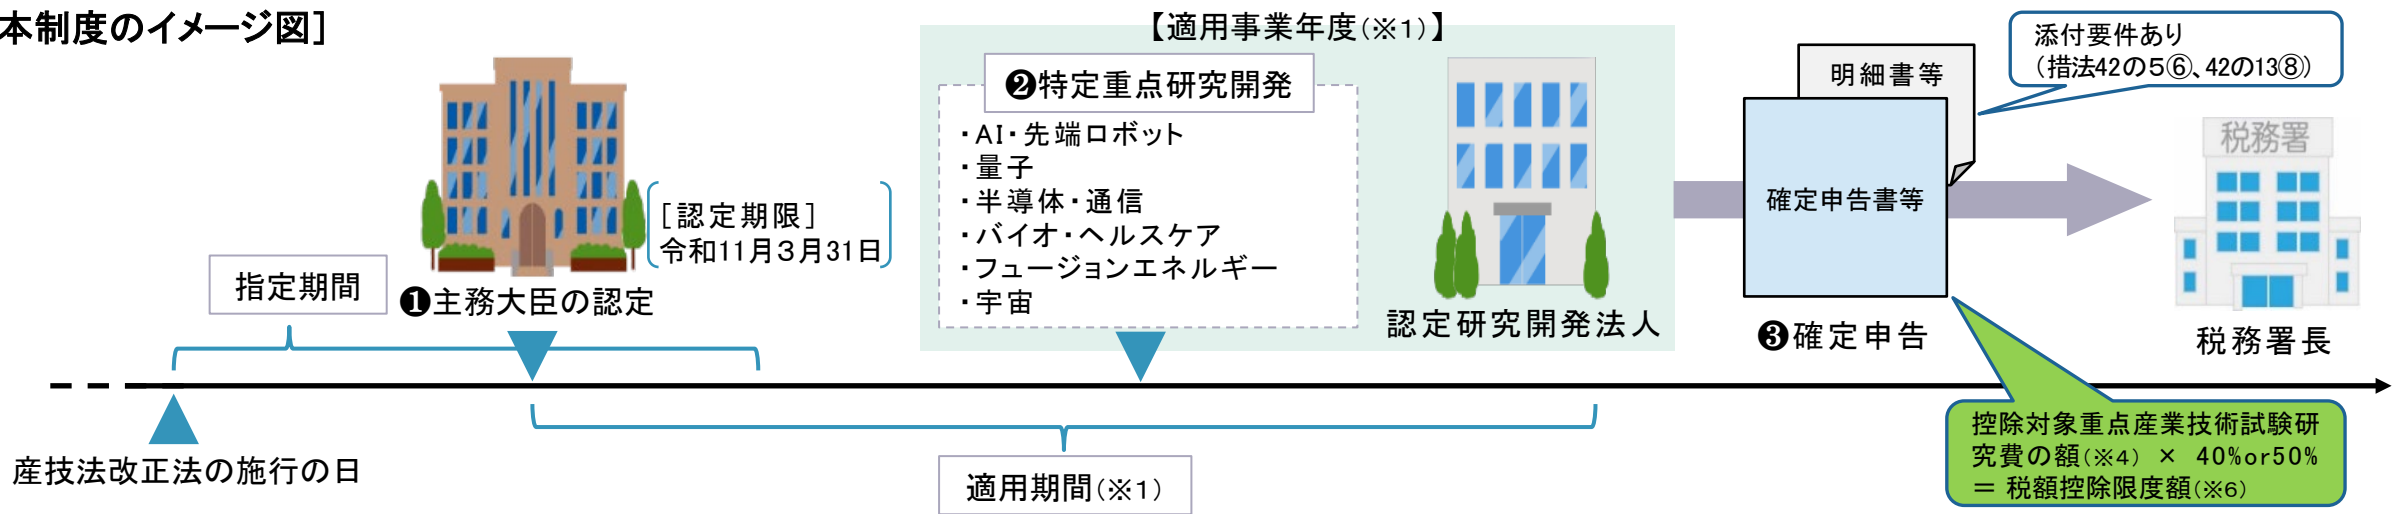 本制度のイメージ図]
【適用事業年度(※1)】
❷特定重点研究開発
・AI・先端ロボット
・量子
・半導体・通信
・バイオ・ヘルスケア
・フュージョンエネルギー
・宇宙
認定研究開発法人
[認定期限]
令和11月3月31日
指定期間
❶主務大臣の認定
明細書等
確定申告書等
❸確定申告
添付要件あり
(措法42の5⑥、42の13⑧)
税務署
税務署長
産技法改正法の施行の日
適用期間(※1)
控除対象重点産業技術試験研
究費の額(※4) × 40%or50%
= 税額控除限度額(※6)